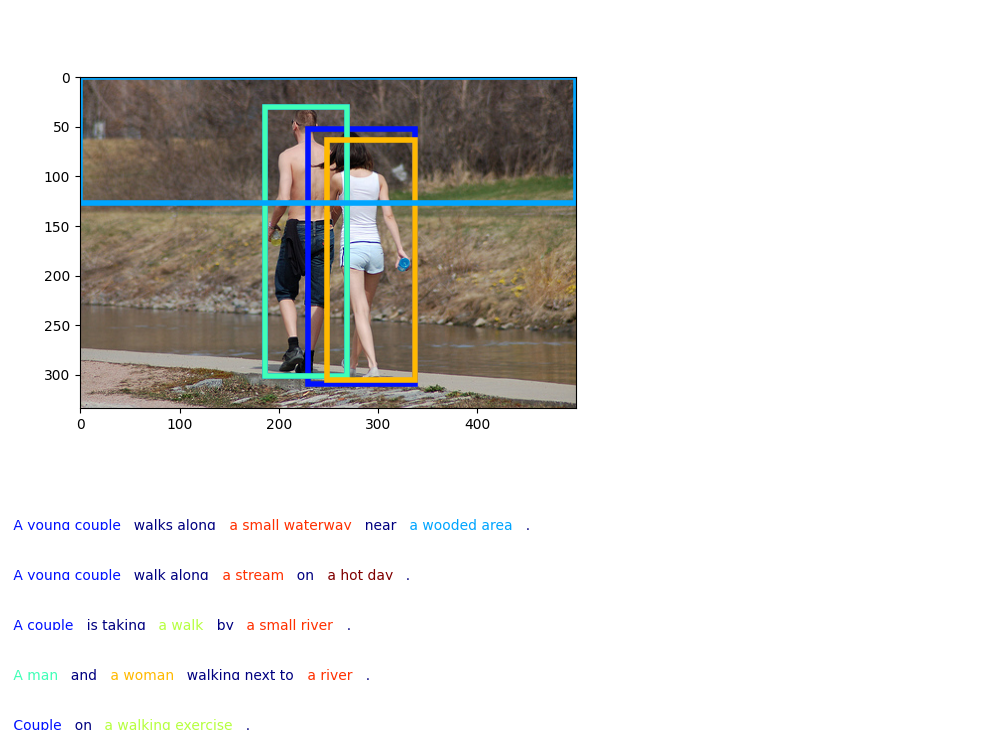 0
50
100
150
200
250
300
0 100 200 300 400
A young couple walks along a small waterway near a wooded area .
A young couple walk along a stream on a hot day .
A couple is taking a walk by a small river .
A man and a woman walking next to a river .
Couple on a walking exercise .